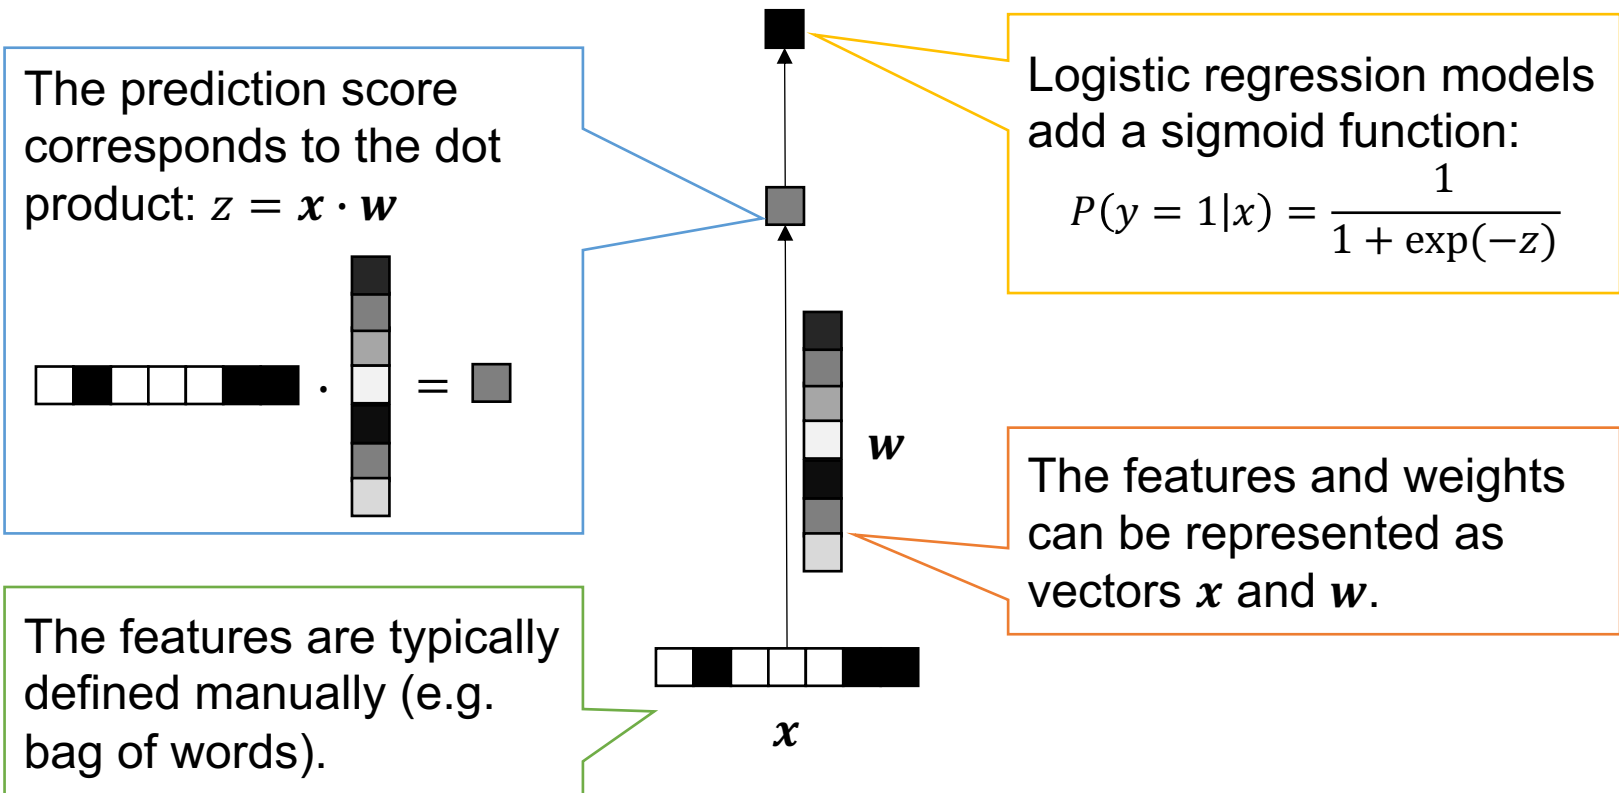 The prediction score
corresponds to the dot
product: z = x · w
· =
Logistic regression models
add a sigmoid function:
P(y = 1|x) = 1 / (1 + exp(−z))
w
The features and weights
can be represented as
vectors x and w.
The features are typically
defined manually (e.g.
bag of words).
x